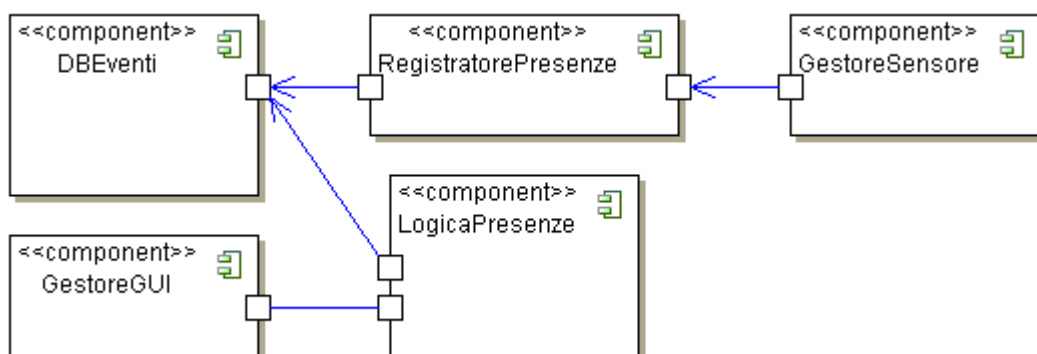 <<component>>
DBEventi
<<component>>
RegistratorePresenze
<<component>>
GestoreSensore
<<component>>
LogicaPresenze
<<component>>
GestoreGUI